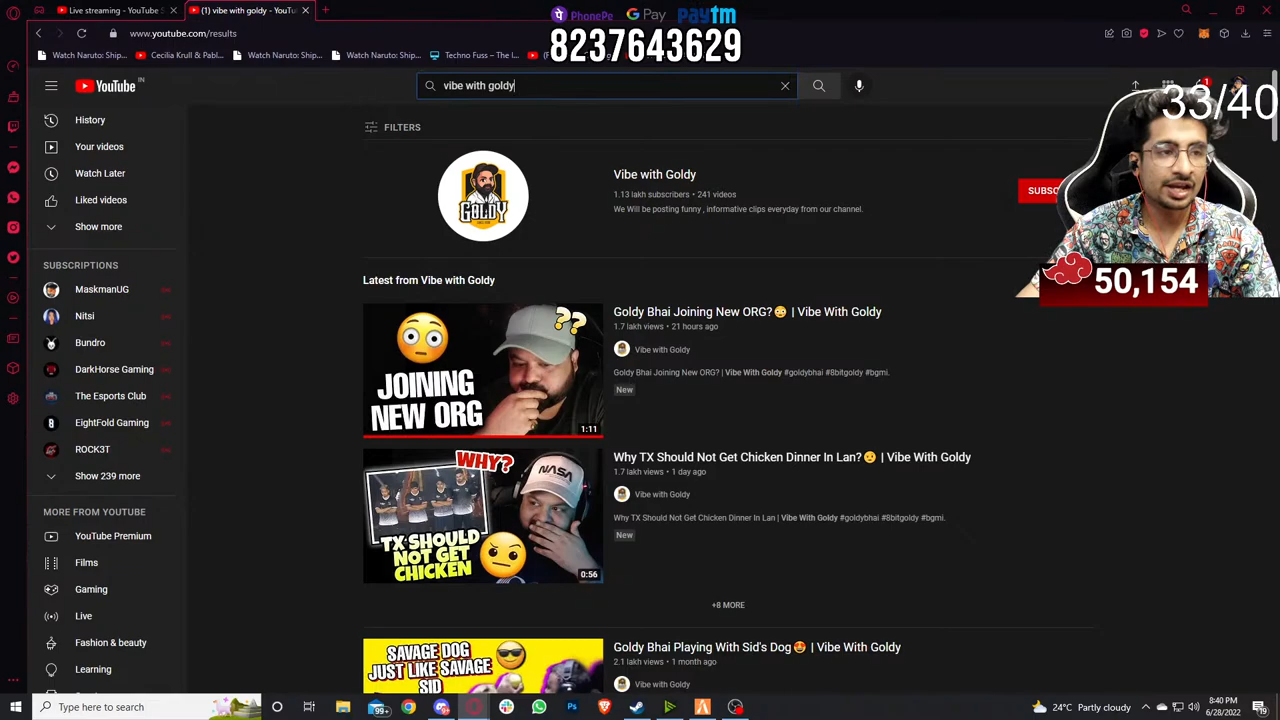 Live streaming - YouTube S
(1) vibe with goldy - YouTu
PhonePe G Pay paytm
8237643629
www.youtube.com/results
Watch Naruto: Ship...
Cecilia Krull & Pablo...
Watch Naruto: Ship...
Watch Naruto: Ship...
Techno Fuss – The l...
YouTube IN
vibe with goldy
1
33/40
History
Your videos
Watch Later
Liked videos
Show more
SUBSCRIPTIONS
MaskmanUG
Nitsi
Bundro
DarkHorse Gaming
The Esports Club
EightFold Gaming
ROCK3T
Show 239 more
MORE FROM YOUTUBE
YouTube Premium
Films
Gaming
Live
Fashion & beauty
Learning
FILTERS
GOLDY
Vibe with Goldy
1.13 lakh subscribers • 241 videos
We Will be posting funny , informative clips everyday from our channel.
SUBSC
50,154
Latest from Vibe with Goldy
??
JOINING
NEW ORG
1:11
Goldy Bhai Joining New ORG?😳 | Vibe With Goldy
1.7 lakh views • 21 hours ago
Vibe with Goldy
Goldy Bhai Joining New ORG? | Vibe With Goldy #goldybhai #8bitgoldy #bgmi.
New
WHY?
NASA
TX SHOULD
NOT GET
CHICKEN
0:56
Why TX Should Not Get Chicken Dinner In Lan?😟 | Vibe With Goldy
1.7 lakh views • 1 day ago
Vibe with Goldy
Why TX Should Not Get Chicken Dinner In Lan | Vibe With Goldy #goldybhai #8bitgoldy #bgmi.
New
+8 MORE
SAVAGE DOG
JUST LIKE SAVAGE
SID
Goldy Bhai Playing With Sid's Dog😍 | Vibe With Goldy
2.1 lakh views • 1 month ago
Vibe with Goldy
Type here to search
99+
24°C Partly cloudy
8:40 PM
6/28/2022
19